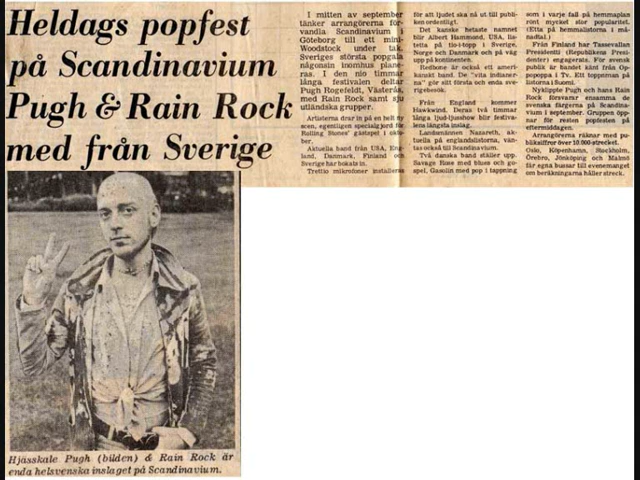 Heldags popfest
på Scandinavium
Pugh & Rain Rock
med från Sverige
I mitten av september
tänker arrangörerna för-
vandla Scandinavium i
Göteborg till ett mini-
Woodstock under tak.
Sveriges största popgala
någonsin inomhus plane-
ras. I den nio timmar
långa festivalen deltar
Pugh Rogefeldt, Västerås,
med Rain Rock samt sju
utländska grupper.
Artisterna drar in på en helt ny
scen, egentligen specialgjord för
Rolling Stones' gästspel i okto-
ber.
Aktuella band från USA, Eng-
land, Danmark, Finland och
Sverige har bokats in.
Trettio mikrofoner installeras
för att ljudet ska nå ut till publi-
ken ordentligt.
Det kanske hetaste namnet
blir Albert Hammond, USA, lis-
tetta på tio-i-topp i Sverige,
Norge och Danmark och på väg
upp på kontinenten.
Redbone är också ett ameri-
kanskt band. De "vita indianer-
na" gör sitt första och enda sve-
rigebesök.
Från England kommer
Hawkwind. Deras två timmar
långa ljud-ljusshow blir festiva-
lens längsta inslag.
Landsmännen Nazareth, ak-
tuella på englandslistorna, vän-
tas också till Scandinavium.
Två danska band ställer upp.
Savage Rose med blues och go-
spel, Gasolin med pop i tappning
som i varje fall på hemmaplan
rönt mycket stor popularitet.
(Etta på hemmalistorna i må-
nadtal.)
Från Finland har Tasavallan
Presidentti (Republikens Presi-
denter) engagerats. För svensk
publik är bandet känt från Op-
popoppa i Tv. Ett toppnman på
listorna i Suomi.
Nyklippte Pugh och hans Rain
Rock försvarar ensamma de
svenska färgerna på Scandina-
vium i september. Gruppen öpp-
nar för resten popfesten på
eftermiddagen.
Arrangörerna räknar med pu-
bliksiffror över 10.000-strecket.
Oslo, Köpenhamn, Stockholm,
Örebro, Jönköping och Malmö
får egna bussar till evenemanget
om beräkningarna håller streck.
Hjässkale Pugh (bilden) & Rain Rock är
enda helsvenska inslaget på Scandinavium.